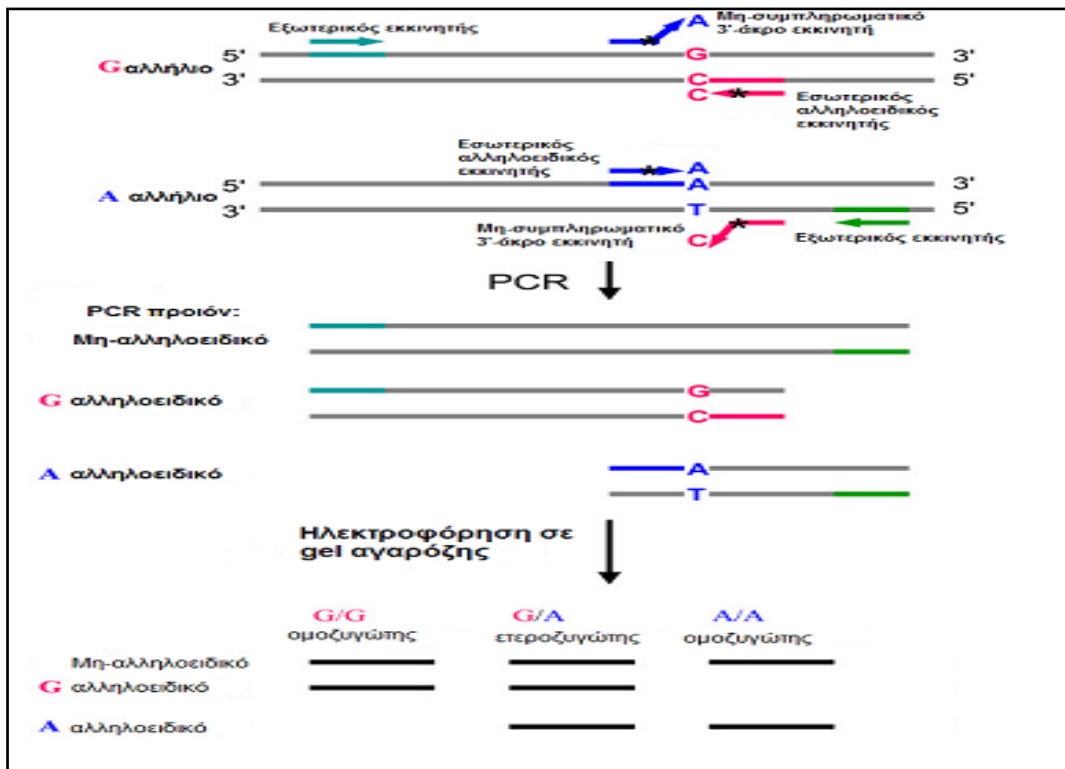 Εξωτερικός εκκινητής
A Μη-συμπληρωματικό
3'-άκρο εκκινητή
5' G 3'
G αλλήλιο
3' C 5'
C
Εσωτερικός
αλληλοειδικός
εκκινητής
Εσωτερικός
αλληλοειδικός
εκκινητής
A
5' A 3'
A αλλήλιο
3' T 5'
Μη-συμπληρωματικό
3'-άκρο εκκινητή
C
Εξωτερικός εκκινητής
PCR
PCR προιόν:
Μη-αλληλοειδικό
G αλληλοειδικό
G
C
A αλληλοειδικό
A
T
Ηλεκτροφόρηση σε
gel αγαρόζης
G/G G/A A/A
ομοζυγώτης ετεροζυγώτης ομοζυγώτης
Μη-αλληλοειδικό
G αλληλοειδικό
A αλληλοειδικό